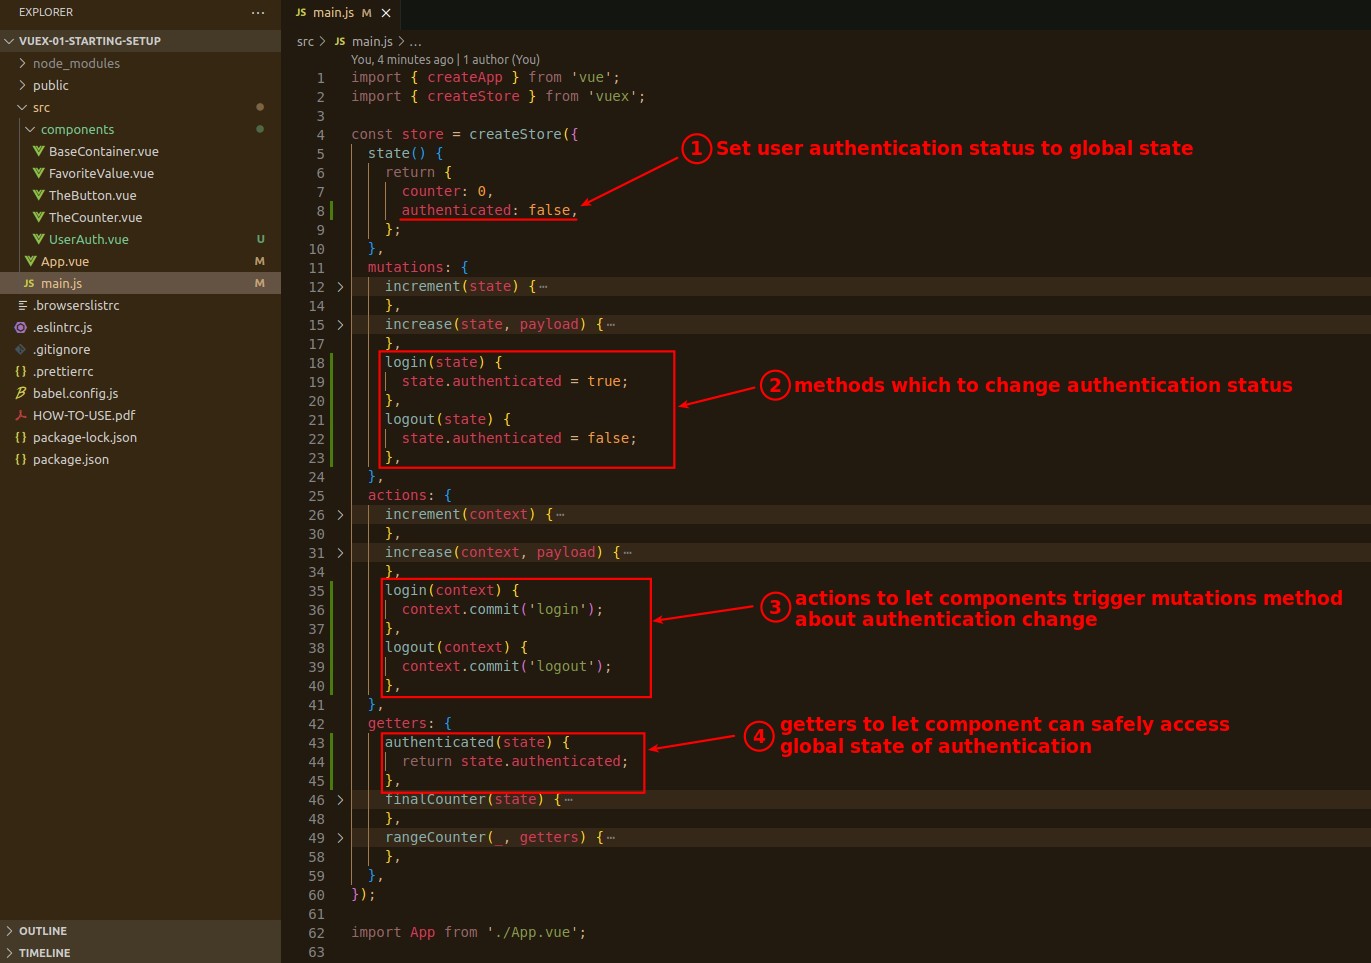 EXPLORER ···
VUEX-01-STARTING-SETUP
node_modules
public
src
components
BaseContainer.vue
FavoriteValue.vue
TheButton.vue
TheCounter.vue
UserAuth.vue U
App.vue M
JS main.js M
.browserslistrc
.eslintrc.js
.gitignore
{} .prettierrc
babel.config.js
HOW-TO-USE.pdf
{} package-lock.json
{} package.json
OUTLINE
TIMELINE
JS main.js M ×
src > JS main.js > ...
You, 4 minutes ago | 1 author (You)
1 import { createApp } from 'vue';
2 import { createStore } from 'vuex';
3
4 const store = createStore({
5 state() {
6 return {
7 counter: 0,
8 authenticated: false,
9 };
10 },
11 mutations: {
12 increment(state) {···
14 },
15 increase(state, payload) {···
17 },
18 login(state) {
19 state.authenticated = true;
20 },
21 logout(state) {
22 state.authenticated = false;
23 },
24 },
25 actions: {
26 increment(context) {···
30 },
31 increase(context, payload) {···
34 },
35 login(context) {
36 context.commit('login');
37 },
38 logout(context) {
39 context.commit('logout');
40 },
41 },
42 getters: {
43 authenticated(state) {
44 return state.authenticated;
45 },
46 finalCounter(state) {···
48 },
49 rangeCounter(_, getters) {···
58 },
59 },
60 });
61
62 import App from './App.vue';
63
① Set user authentication status to global state
② methods which to change authentication status
③ actions to let components trigger mutations method
about authentication change
④ getters to let component can safely access
global state of authentication